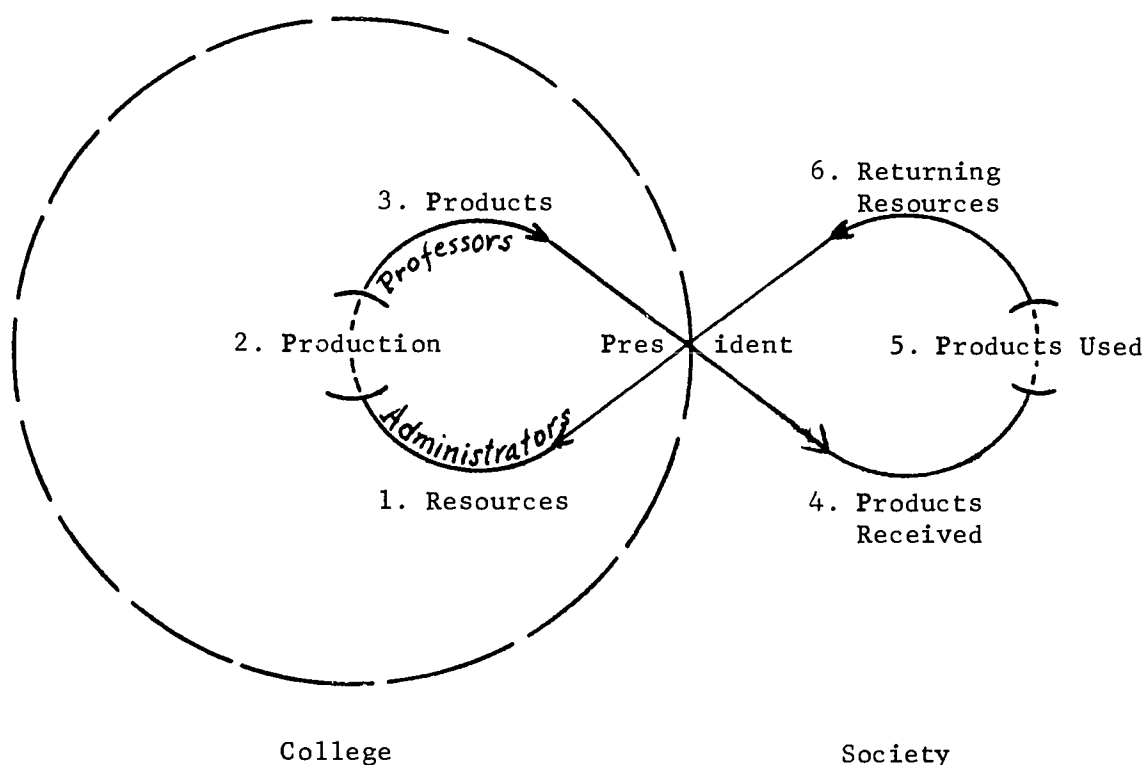 6. Returning
Resources
3. Products
Professors
2. Production
Pres ident
5. Products Used
Administrators
1. Resources
4. Products
Received
College
Society